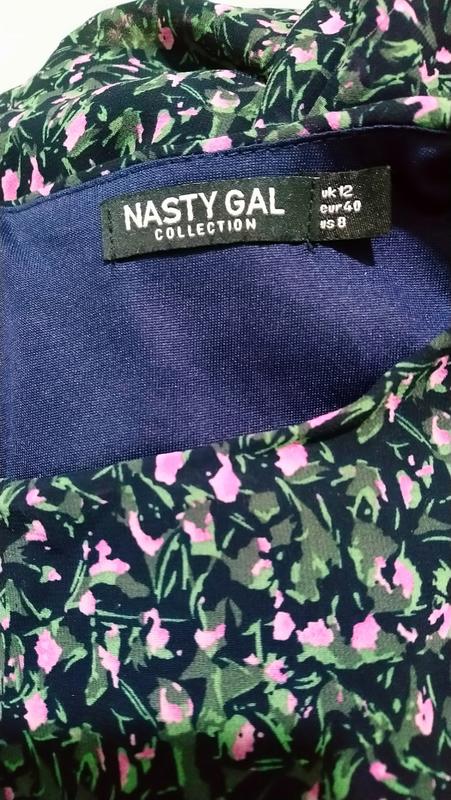 NASTY GAL
COLLECTION
uk 12
eur 40
us 8